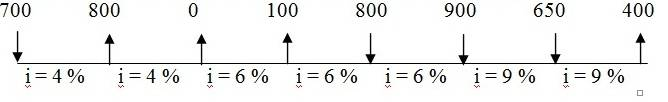 700 800 0 100 800 900 650 400
i = 4 % i = 4 % i = 6 % i = 6 % i = 6 % i = 9 % i = 9 %